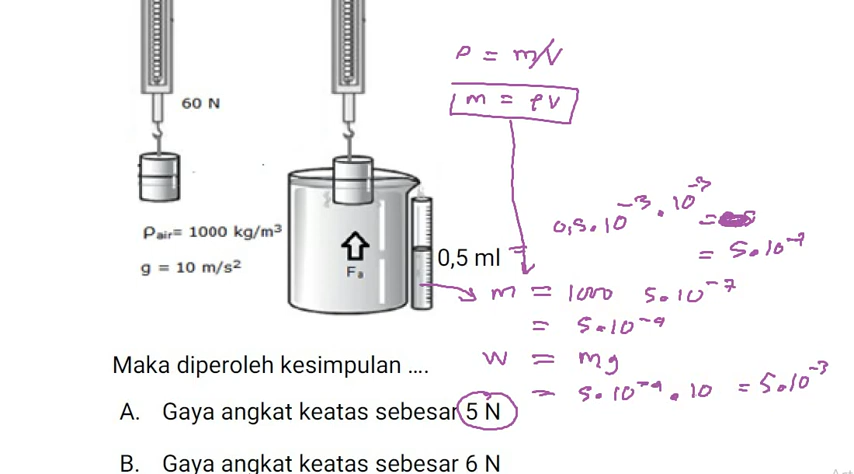 60 N
ρair= 1000 kg/m³
g = 10 m/s²
Fa
0,5 ml =
ρ = m/V
m = ρV
0,5.10⁻³.10⁻³ =
= 5.10⁻⁷
m = 1000 5.10⁻⁷
= 5.10⁻⁴
W = mg
= 5.10⁻⁴.10 = 5.10⁻³
Maka diperoleh kesimpulan ....
A. Gaya angkat keatas sebesar 5 N
B. Gaya angkat keatas sebesar 6 N